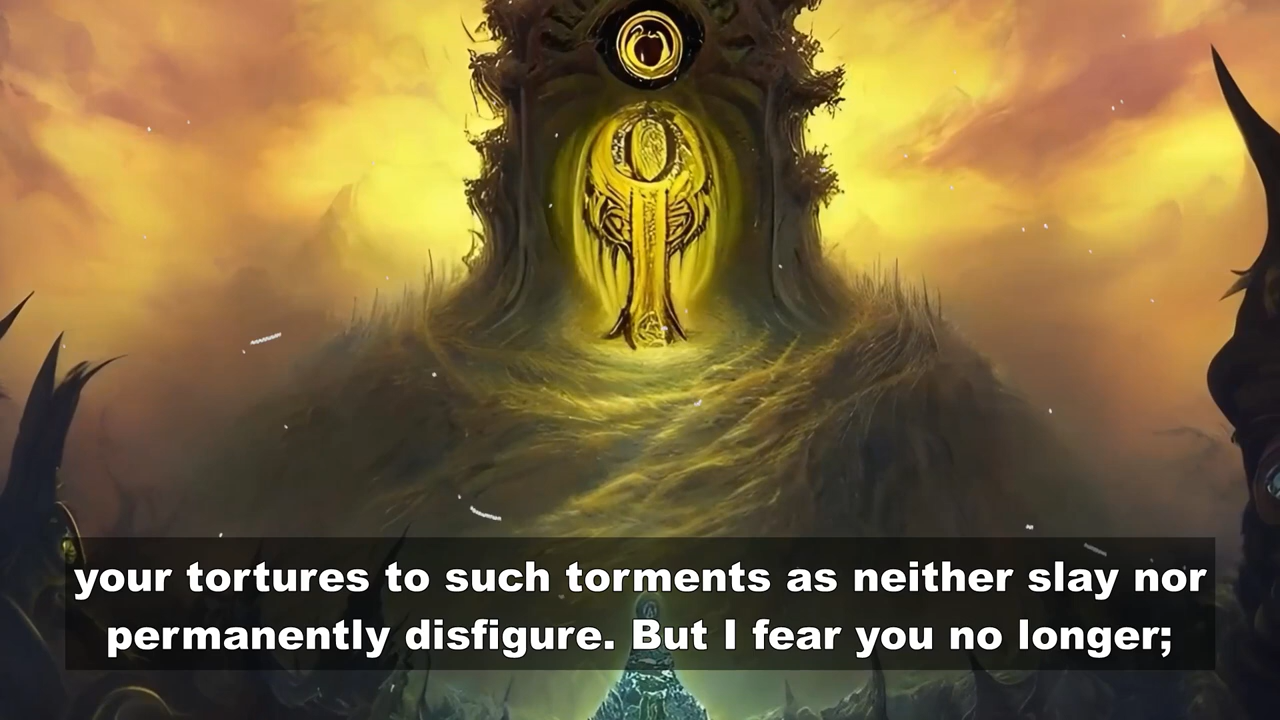 your tortures to such torments as neither slay nor
permanently disfigure. But I fear you no longer;